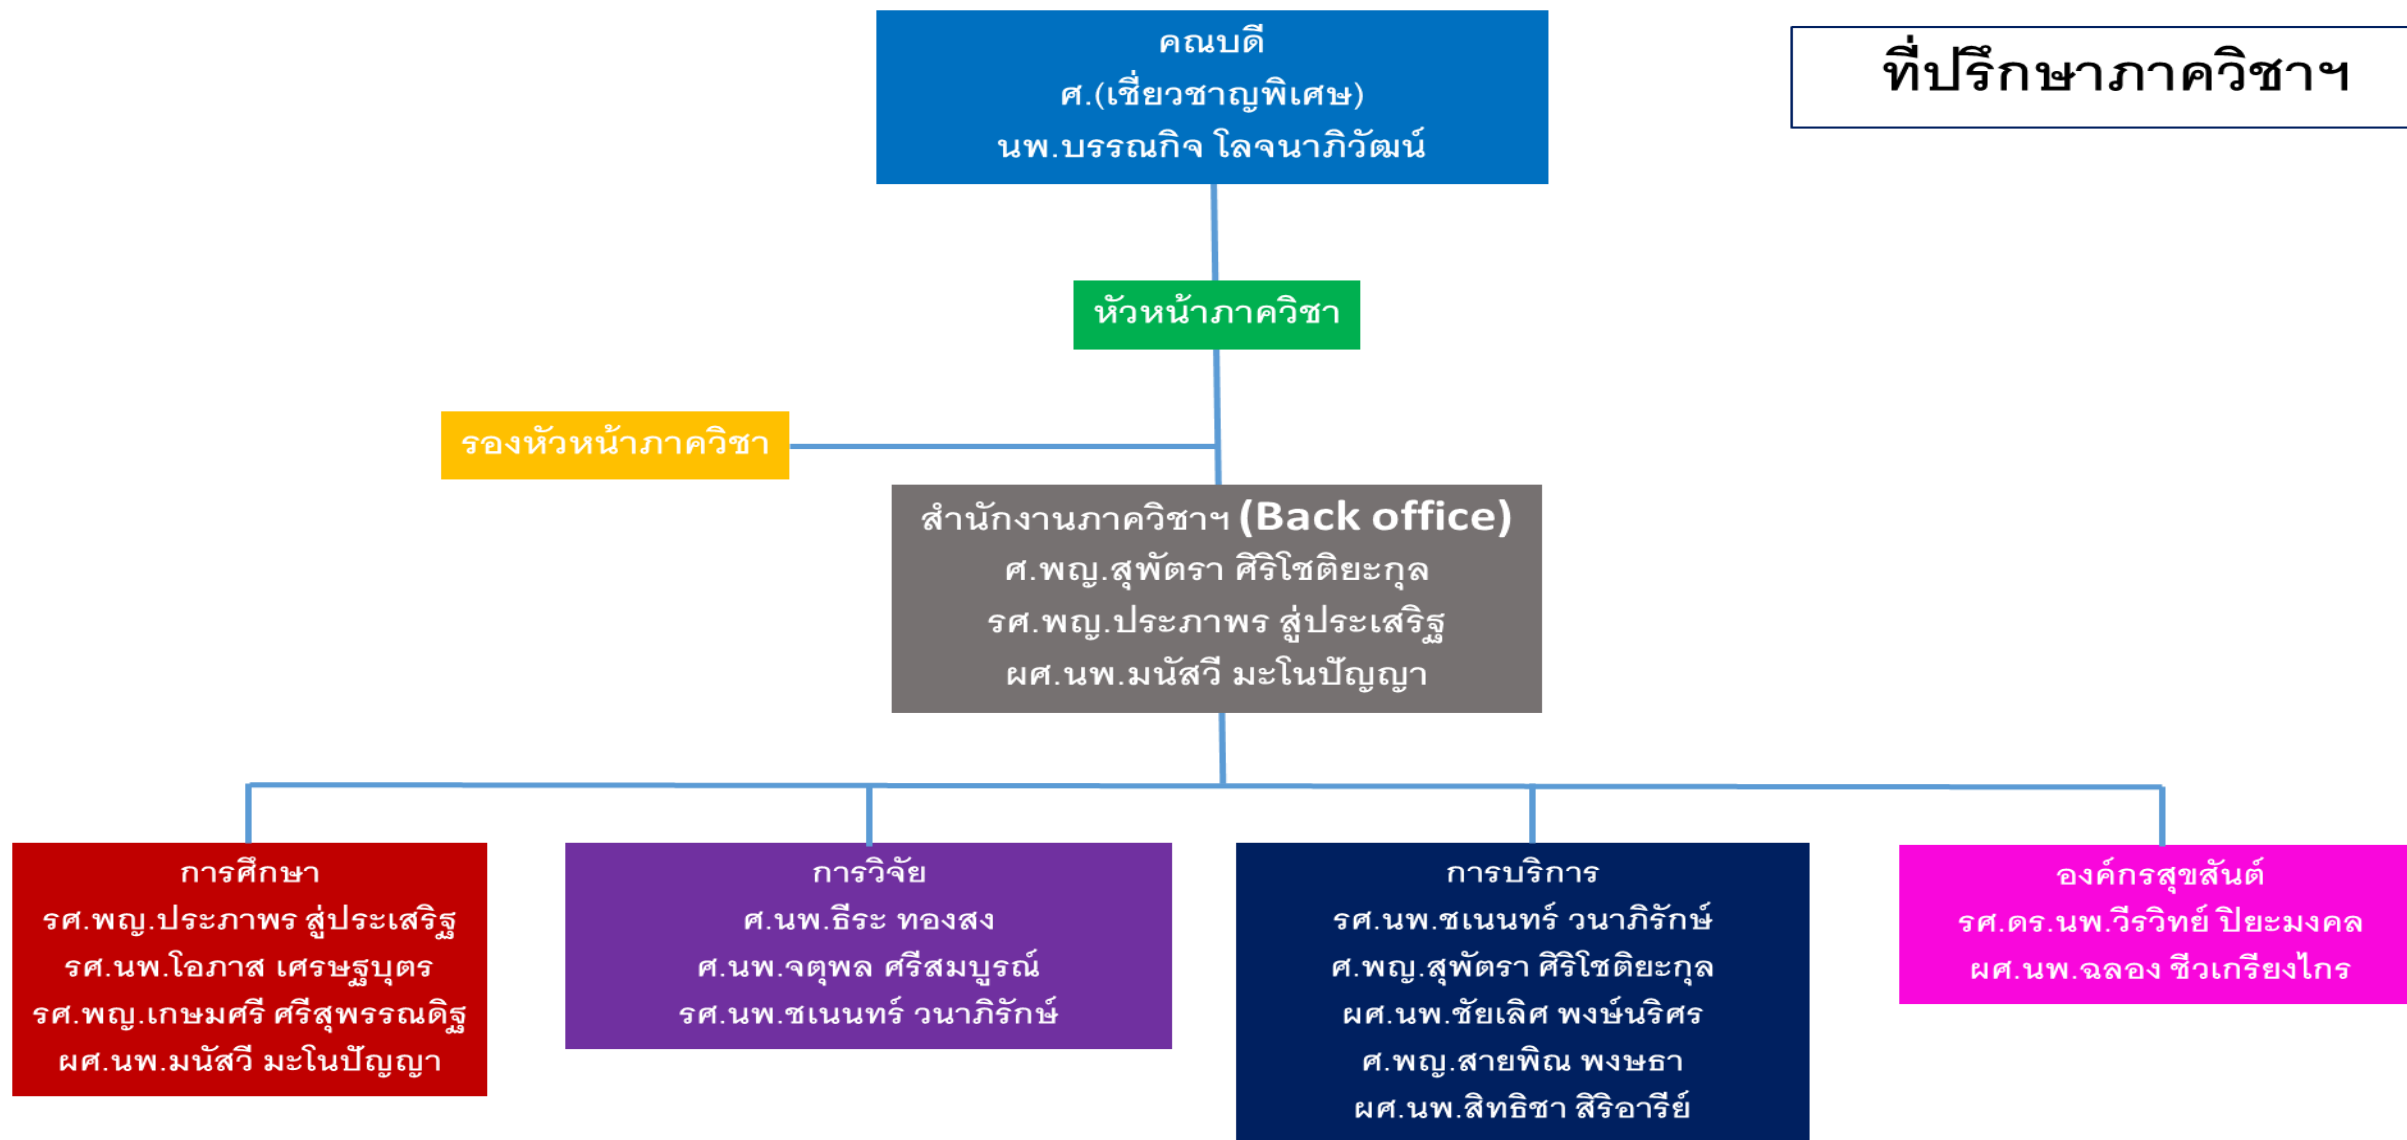 คณบดี
ศ.(เชี่ยวชาญพิเศษ)
นพ.บรรณกิจ โลจนาภิวัฒน์
ที่ปรึกษาภาควิชาฯ
หัวหน้าภาควิชา
รองหัวหน้าภาควิชา
สำนักงานภาควิชาฯ (Back office)
ศ.พญ.สุพัตรา ศิริโชติยะกุล
รศ.พญ.ประภาพร สู่ประเสริฐ
ผศ.นพ.มนัสวี มะโนปัญญา
การศึกษา
รศ.พญ.ประภาพร สู่ประเสริฐ
รศ.นพ.โอภาส เศรษฐบุตร
รศ.พญ.เกษมศรี ศรีสุพรรณดิฐ
ผศ.นพ.มนัสวี มะโนปัญญา
การวิจัย
ศ.นพ.ธีระ ทองสง
ศ.นพ.จตุพล ศรีสมบูรณ์
รศ.นพ.ชเนนทร์ วนาภิรักษ์
การบริการ
รศ.นพ.ชเนนทร์ วนาภิรักษ์
ศ.พญ.สุพัตรา ศิริโชติยะกุล
ผศ.นพ.ชัยเลิศ พงษ์นริศร
ศ.พญ.สายพิณ พงษธา
ผศ.นพ.สิทธิชา สิริอารีย์
องค์กรสุขสันต์
รศ.ดร.นพ.วีรวิทย์ ปิยะมงคล
ผศ.นพ.ฉลอง ชีวเกรียงไกร